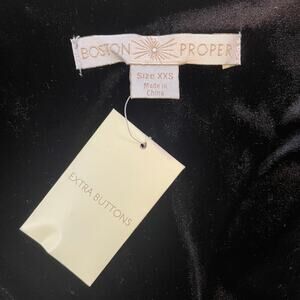 BOSTON PROPER
Size XXS
Made in
China
EXTRA BUTTONS